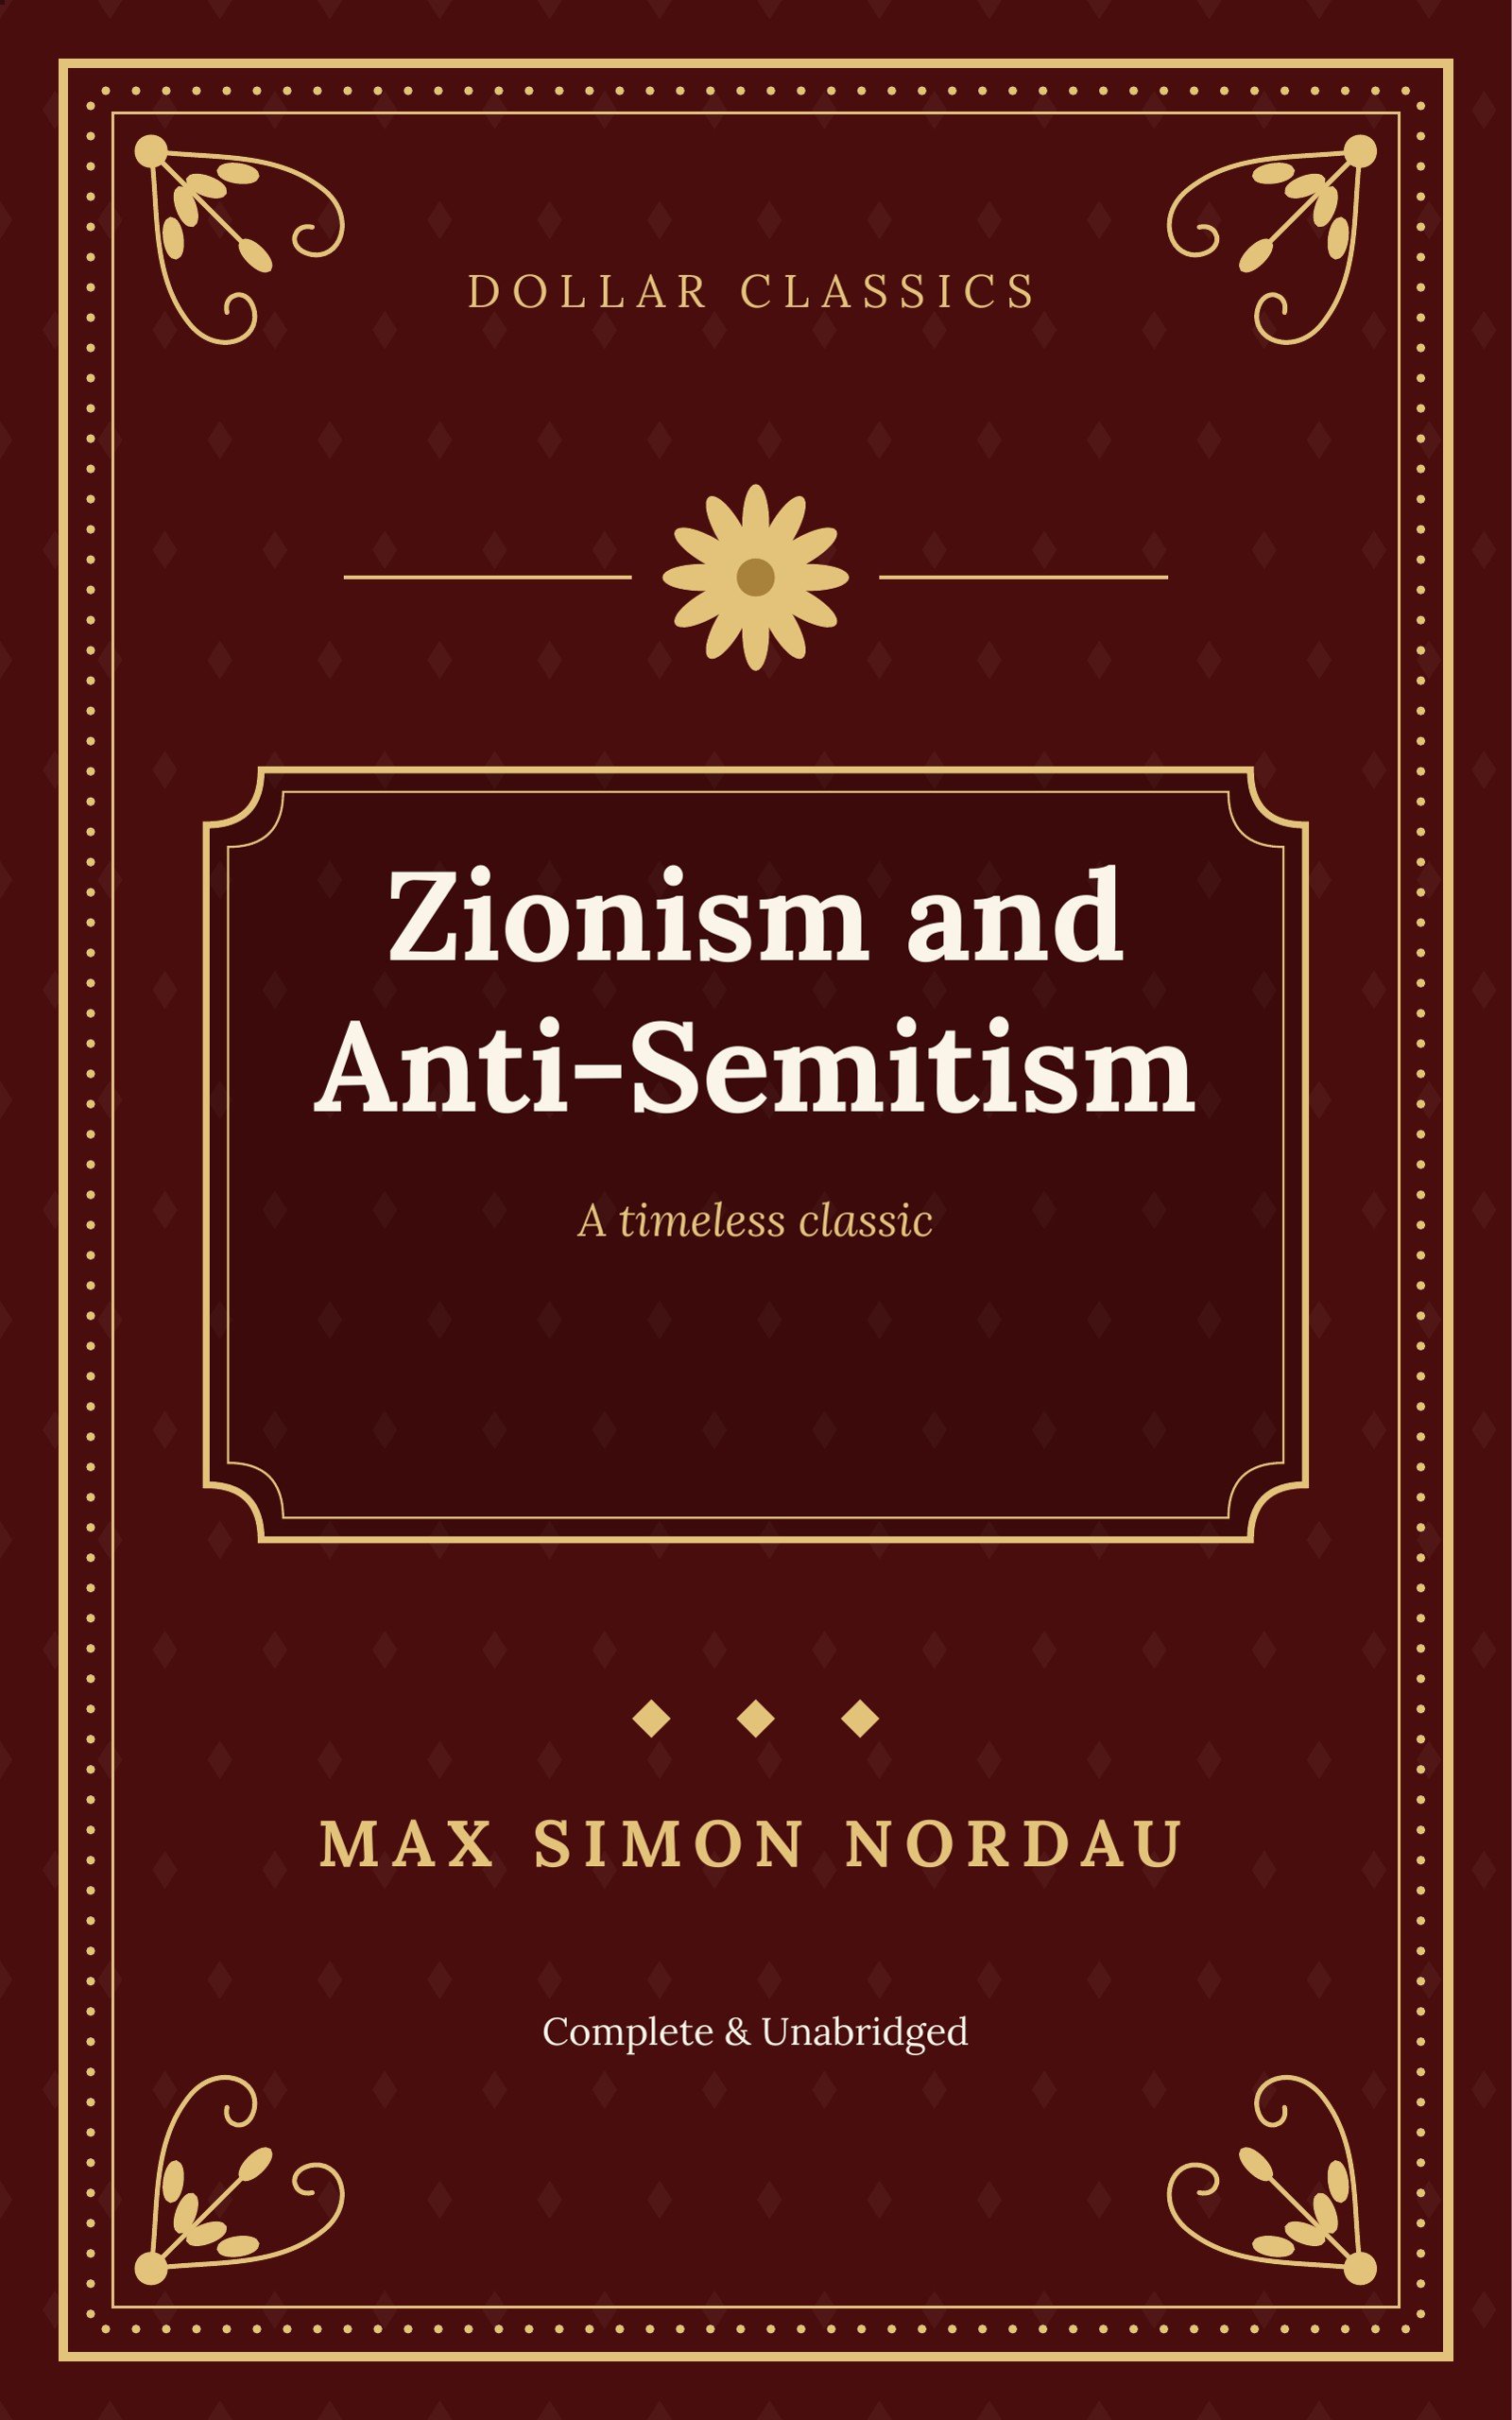 DOLLAR CLASSICS
Zionism and
Anti-Semitism
A timeless classic
MAX SIMON NORDAU
Complete & Unabridged